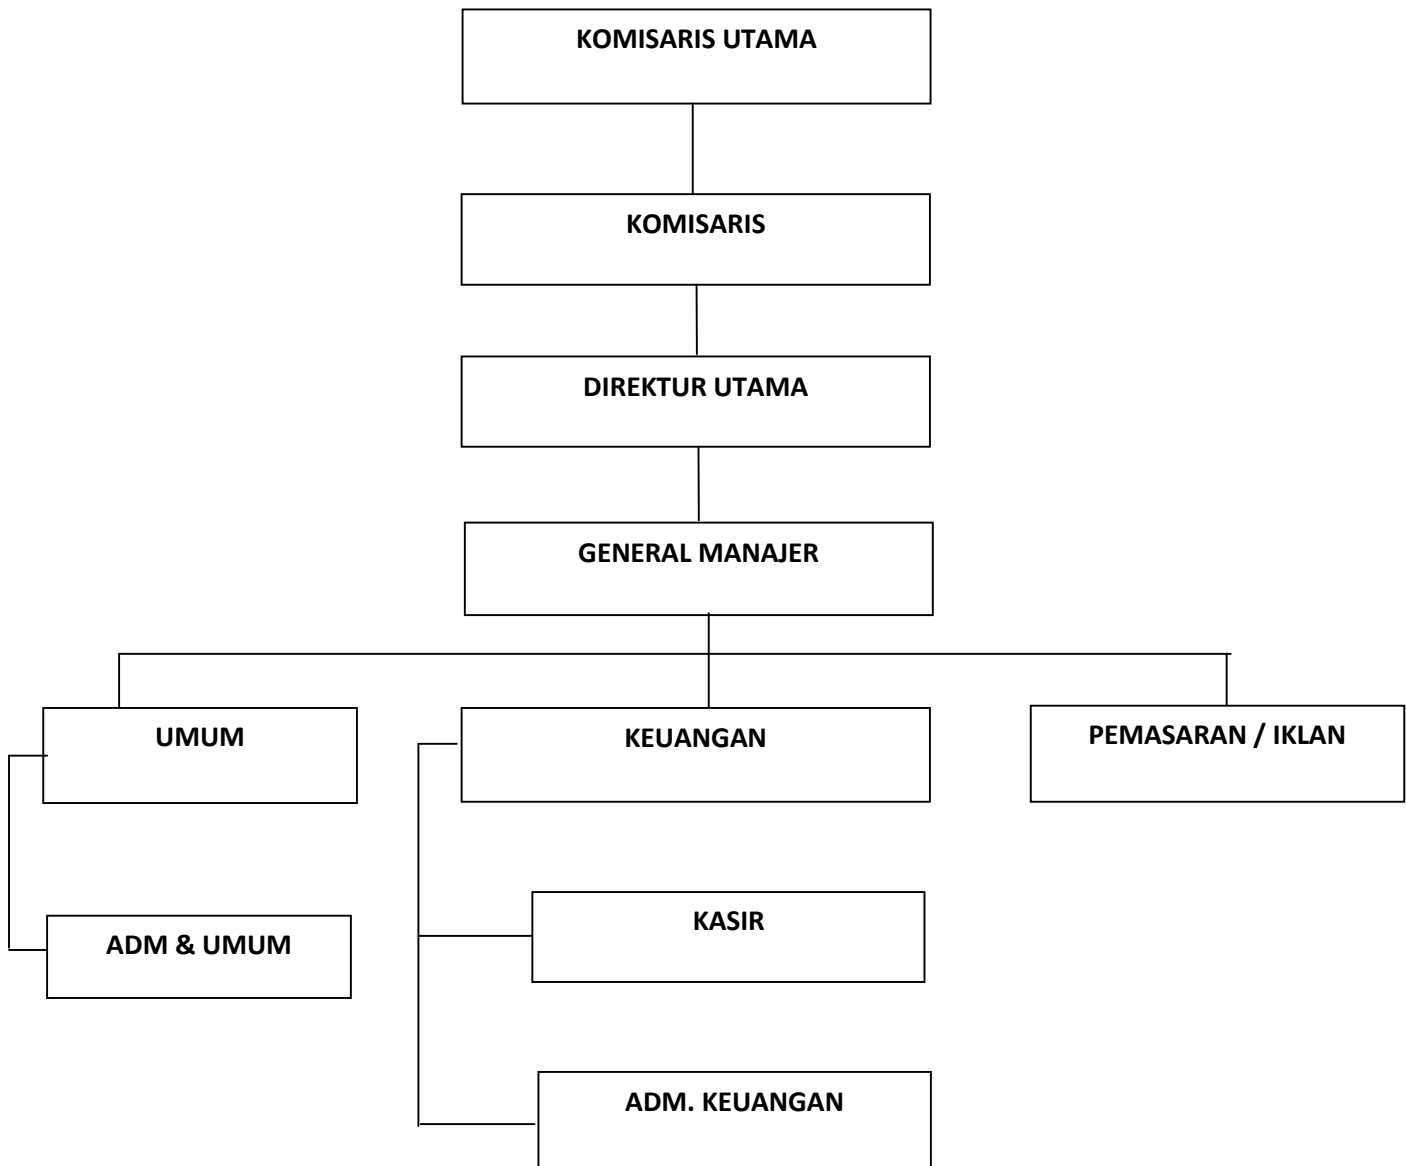 KOMISARIS UTAMA
KOMISARIS
DIREKTUR UTAMA
GENERAL MANAJER
UMUM
KEUANGAN
PEMASARAN / IKLAN
ADM & UMUM
KASIR
ADM. KEUANGAN